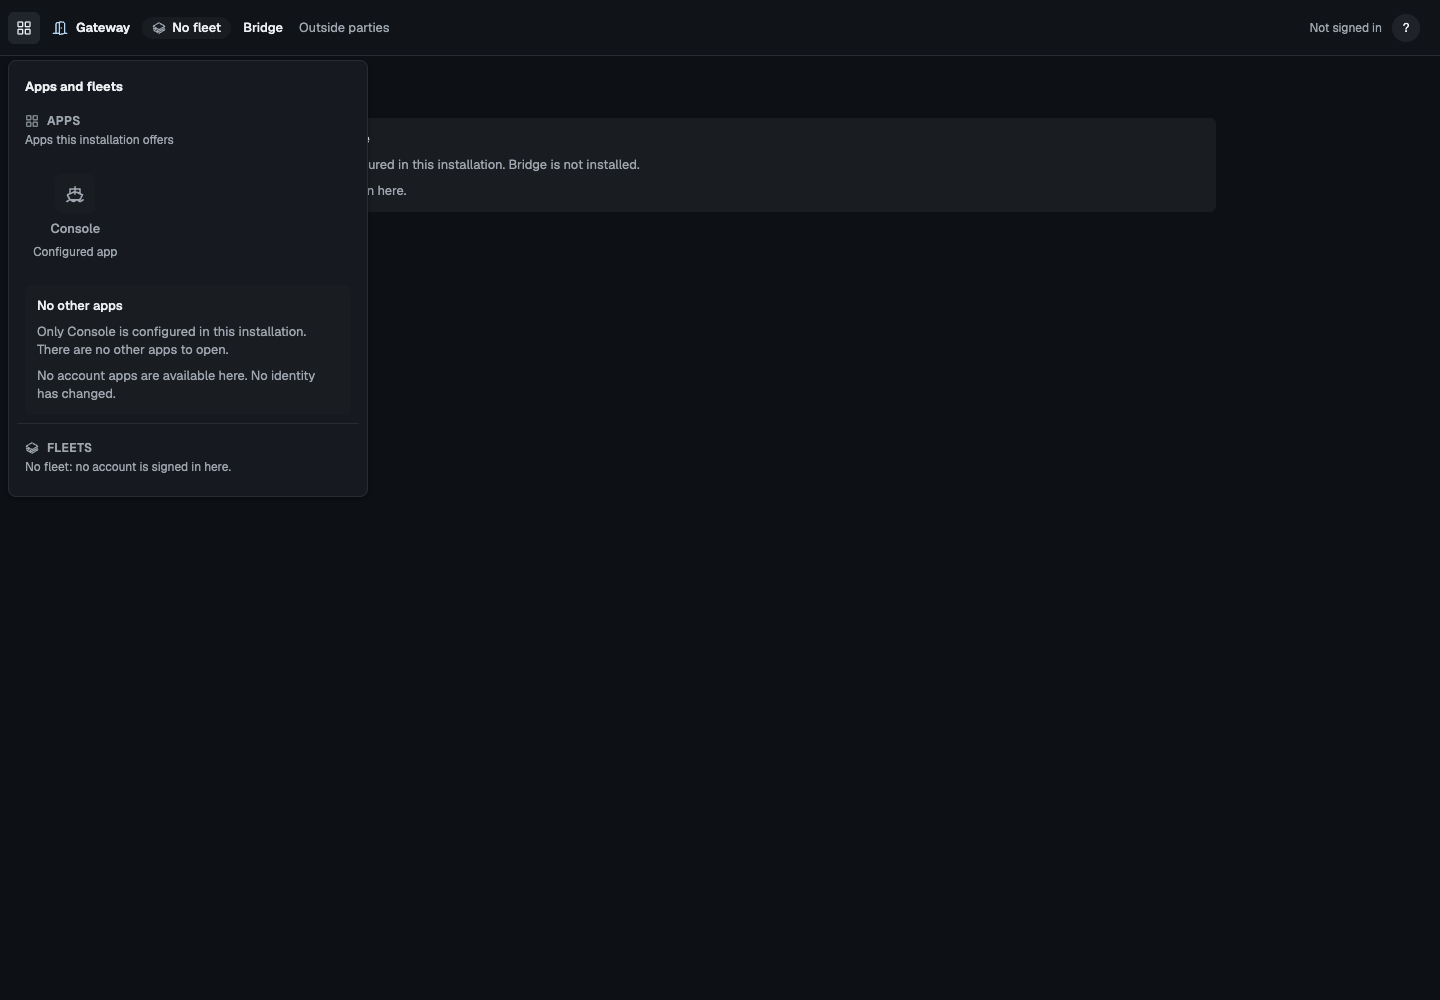 Gateway
No fleet
Bridge
Outside parties
Not signed in
?
Apps and fleets
APPS
Apps this installation offers
Console
Configured app
No other apps
Only Console is configured in this installation.
There are no other apps to open.
No account apps are available here. No identity
has changed.
FLEETS
No fleet: no account is signed in here.
in this installation. Bridge is not installed.
here.